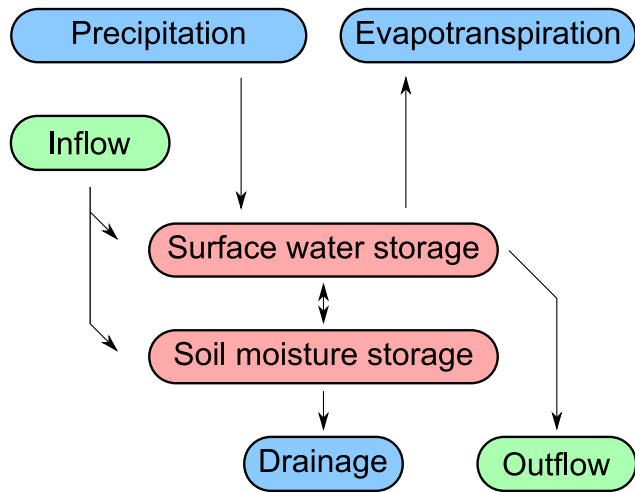 Precipitation
Evapotranspiration
Inflow
Surface water storage
Soil moisture storage
Drainage
Outflow